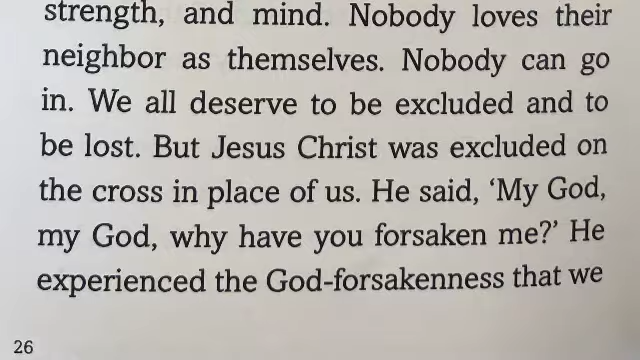 strength, and mind. Nobody loves their
neighbor as themselves. Nobody can go
in. We all deserve to be excluded and to
be lost. But Jesus Christ was excluded on
the cross in place of us. He said, ‘My God,
my God, why have you forsaken me?’ He
experienced the God-forsakenness that we
26